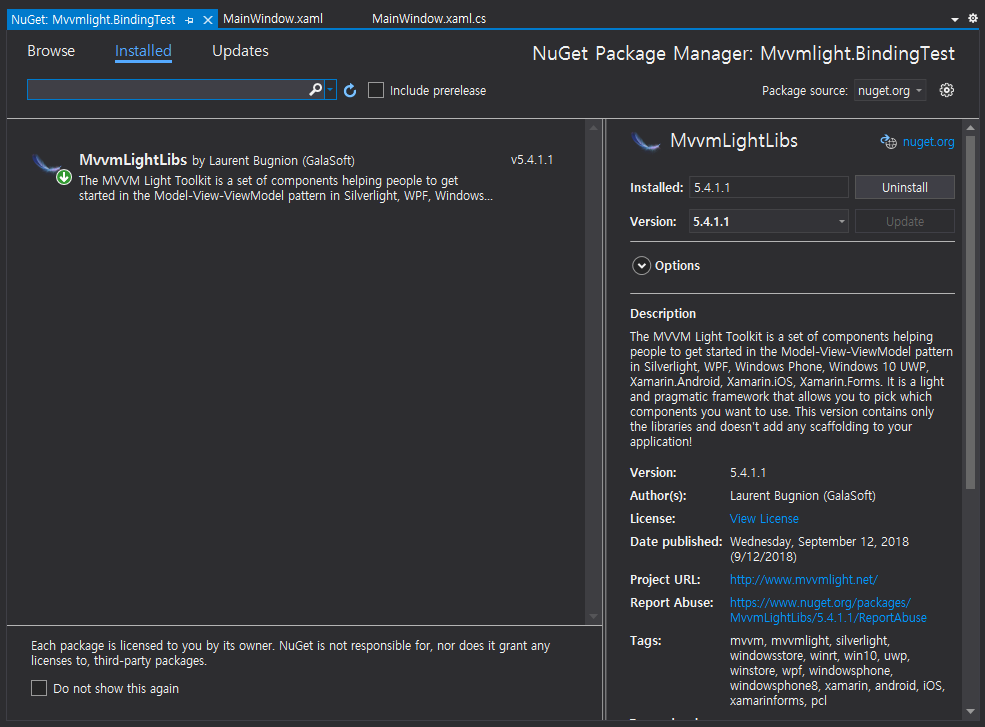 NuGet: Mvvmlight.BindingTest
MainWindow.xaml
MainWindow.xaml.cs
Browse
Installed
Updates
NuGet Package Manager: Mvvmlight.BindingTest
Include prerelease
Package source: nuget.org
MvvmLightLibs by Laurent Bugnion (GalaSoft)
v5.4.1.1
The MVVM Light Toolkit is a set of components helping people to get
started in the Model-View-ViewModel pattern in Silverlight, WPF, Windows...
Each package is licensed to you by its owner. NuGet is not responsible for, nor does it grant any
licenses to, third-party packages.
Do not show this again
MvvmLightLibs
nuget.org
Installed: 5.4.1.1
Uninstall
Version: 5.4.1.1
Update
Options
Description
The MVVM Light Toolkit is a set of components helping
people to get started in the Model-View-ViewModel pattern
in Silverlight, WPF, Windows Phone, Windows 10 UWP,
Xamarin.Android, Xamarin.iOS, Xamarin.Forms. It is a light
and pragmatic framework that allows you to pick which
components you want to use. This version contains only
the libraries and doesn't add any scaffolding to your
application!
Version: 5.4.1.1
Author(s): Laurent Bugnion (GalaSoft)
License: View License
Date published: Wednesday, September 12, 2018
(9/12/2018)
Project URL: http://www.mvvmlight.net/
Report Abuse: https://www.nuget.org/packages/
MvvmLightLibs/5.4.1.1/ReportAbuse
Tags: mvvm, mvvmlight, silverlight,
windowsstore, winrt, win10, uwp,
winstore, wpf, windowsphone,
windowsphone8, xamarin, android, iOS,
xamarinforms, pcl